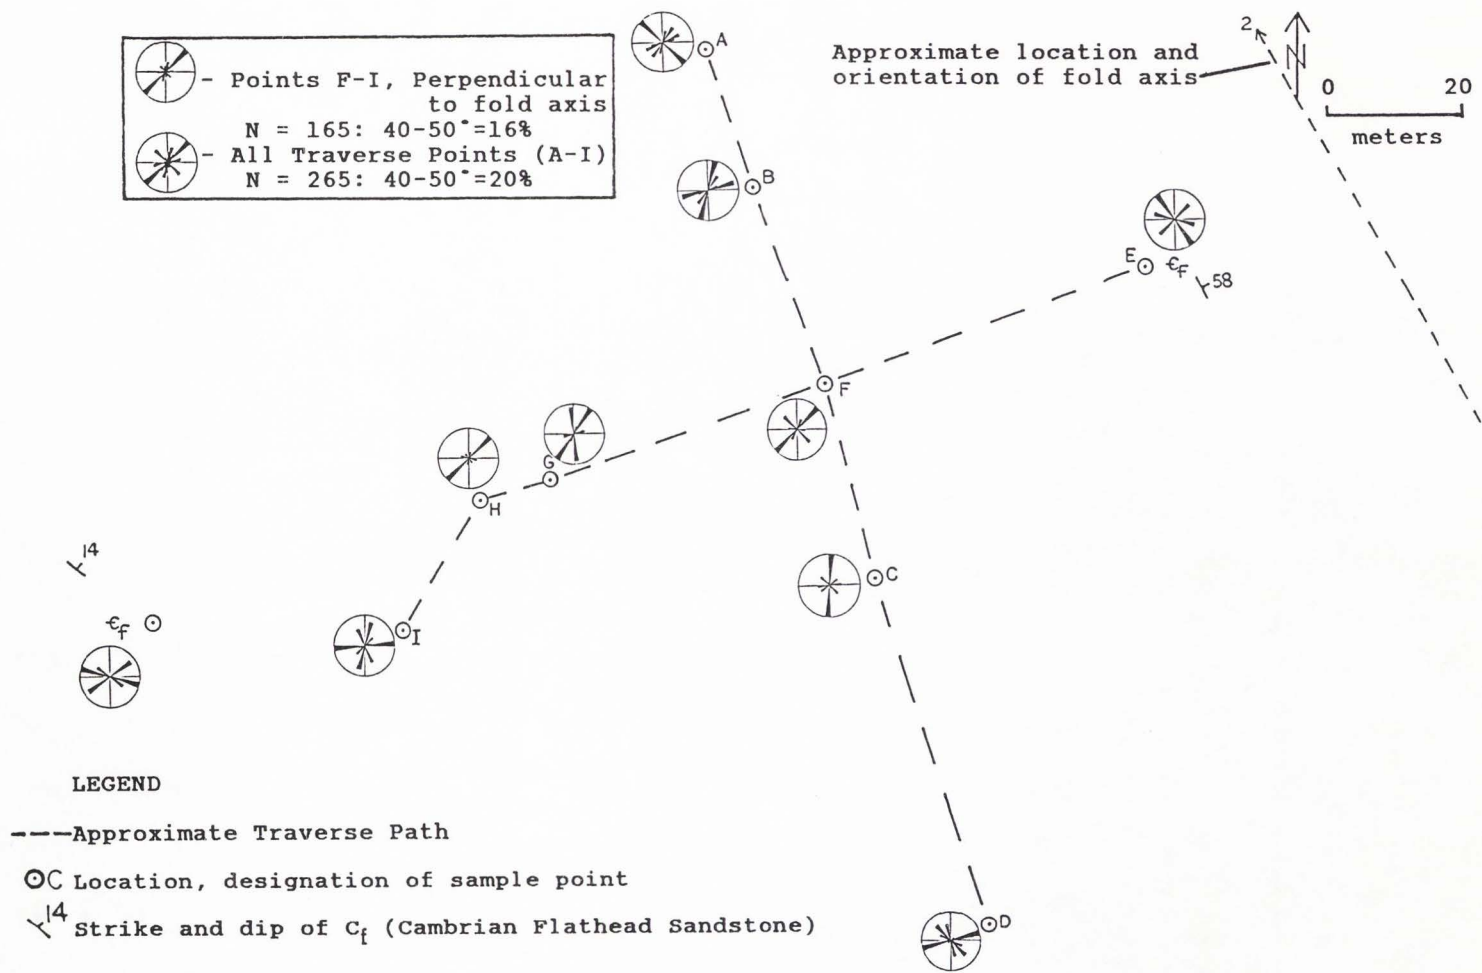 - Points F-I, Perpendicular
to fold axis
N = 165: 40-50°=16%
- All Traverse Points (A-I)
N = 265: 40-50°=20%
A
Approximate location and
orientation of fold axis
2
N
0 20
meters
B
E
€F
58
F
G
H
14
C
€F
I
D
LEGEND
---Approximate Traverse Path
⊙C Location, designation of sample point
14 Strike and dip of Cf (Cambrian Flathead Sandstone)